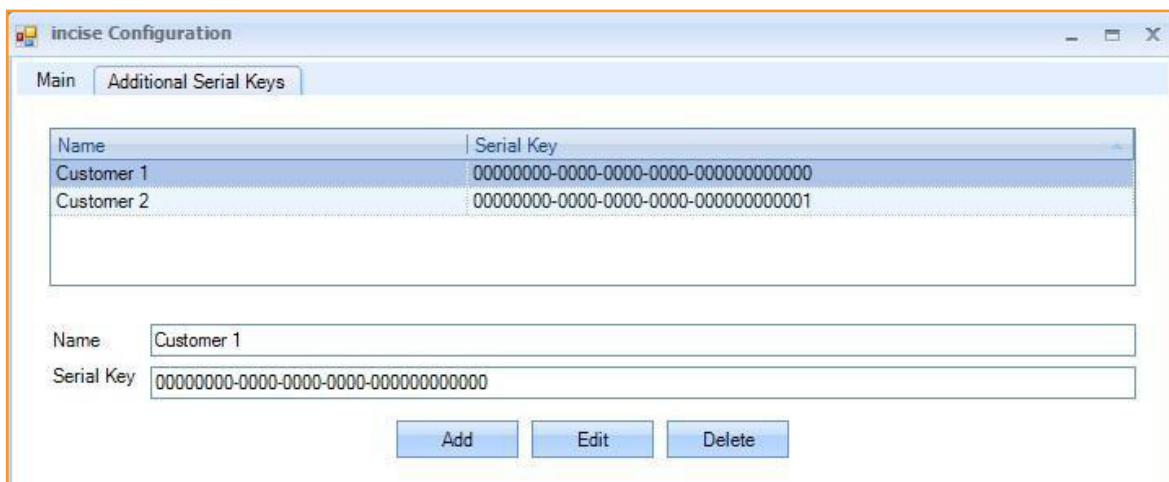 incise Configuration
Main Additional Serial Keys
Name Serial Key
Customer 1 00000000-0000-0000-0000-000000000000
Customer 2 00000000-0000-0000-0000-000000000001
Name Customer 1
Serial Key 00000000-0000-0000-0000-000000000000
Add Edit Delete